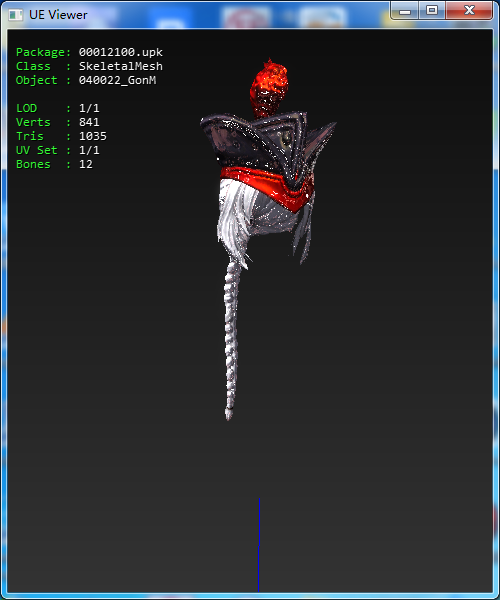 UE Viewer
Package: 00012100.upk
Class : SkeletalMesh
Object : 040022_GonM
LOD : 1/1
Verts : 841
Tris : 1035
UV Set : 1/1
Bones : 12